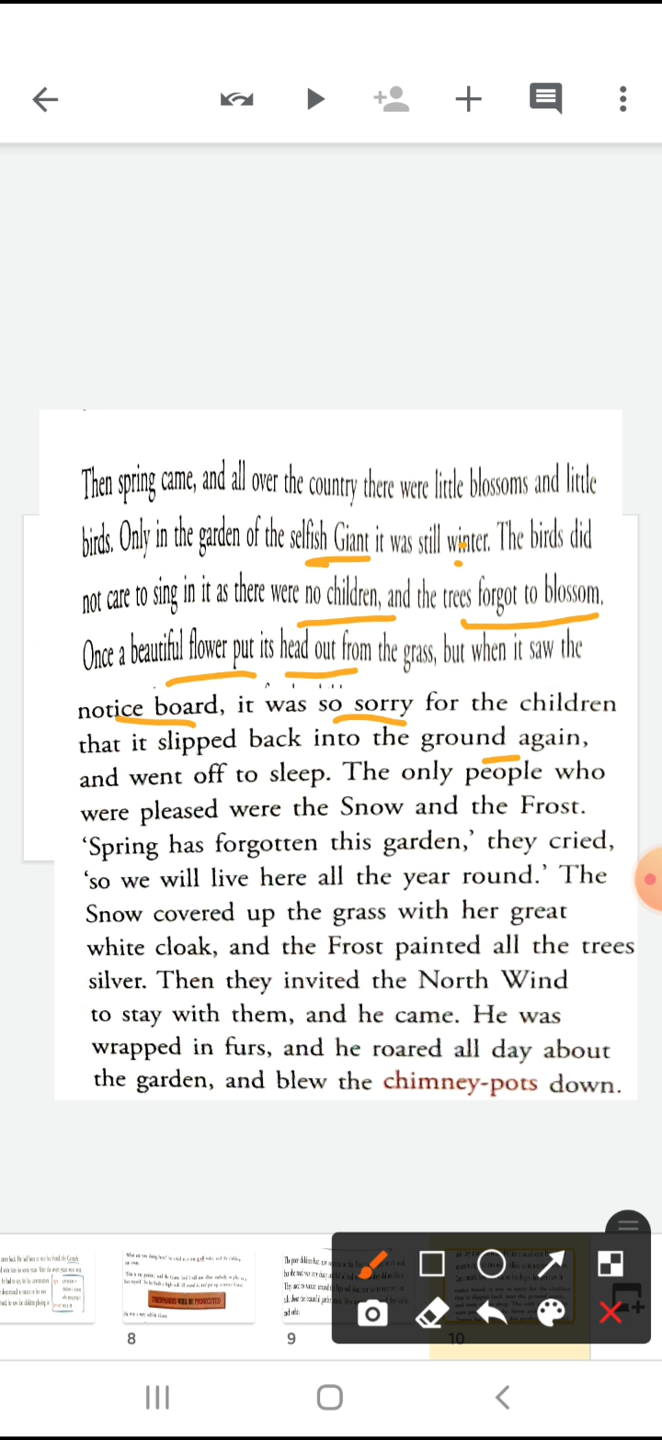 Then spring came, and all over the country there were little blossoms and little
birds. Only in the garden of the selfish Giant it was still winter. The birds did
not care to sing in it as there were no children, and the trees forgot to blossom.
Once a beautiful flower put its head out from the grass, but when it saw the
notice board, it was so sorry for the children
that it slipped back into the ground again,
and went off to sleep. The only people who
were pleased were the Snow and the Frost.
‘Spring has forgotten this garden,’ they cried,
‘so we will live here all the year round.’ The
Snow covered up the grass with her great
white cloak, and the Frost painted all the trees
silver. Then they invited the North Wind
to stay with them, and he came. He was
wrapped in furs, and he roared all day about
the garden, and blew the chimney-pots down.
8
9
10